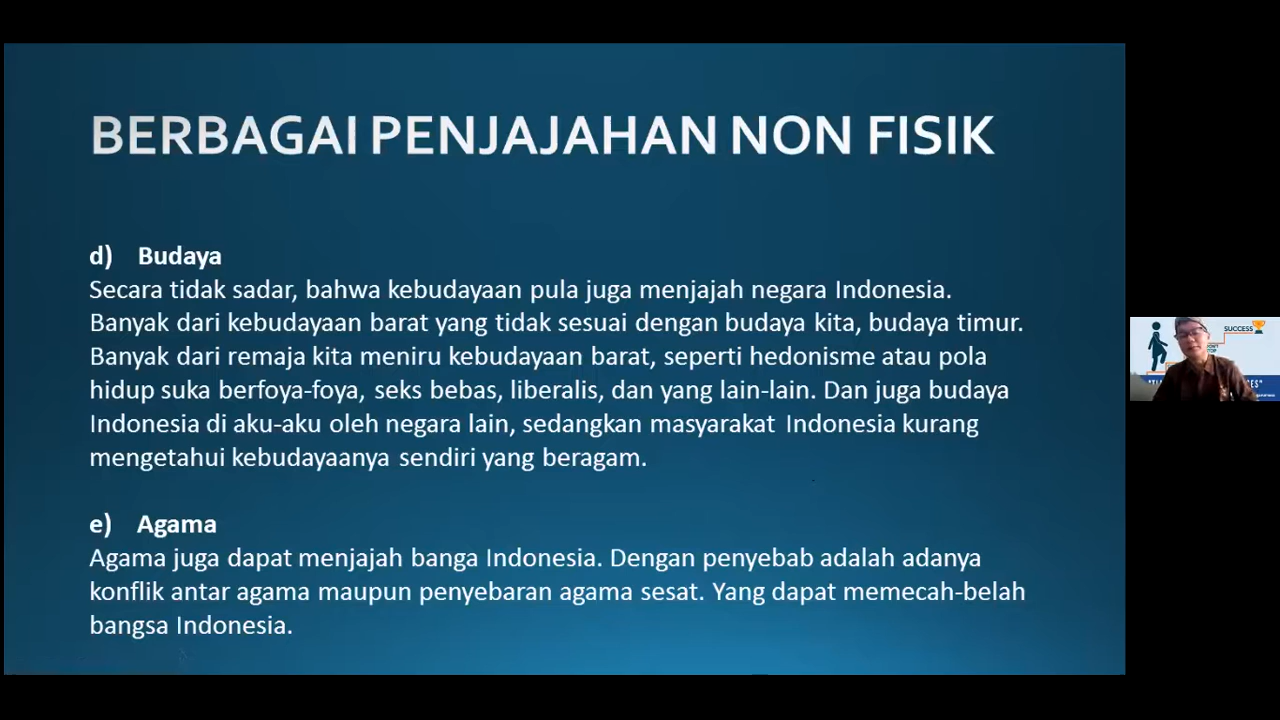 BERBAGAI PENJAJAHAN NON FISIK
d) Budaya
Secara tidak sadar, bahwa kebudayaan pula juga menjajah negara Indonesia.
Banyak dari kebudayaan barat yang tidak sesuai dengan budaya kita, budaya timur.
Banyak dari remaja kita meniru kebudayaan barat, seperti hedonisme atau pola
hidup suka berfoya-foya, seks bebas, liberalis, dan yang lain-lain. Dan juga budaya
Indonesia di aku-aku oleh negara lain, sedangkan masyarakat Indonesia kurang
mengetahui kebudayaanya sendiri yang beragam.
e) Agama
Agama juga dapat menjajah banga Indonesia. Dengan penyebab adalah adanya
konflik antar agama maupun penyebaran agama sesat. Yang dapat memecah-belah
bangsa Indonesia.
SUCCESS